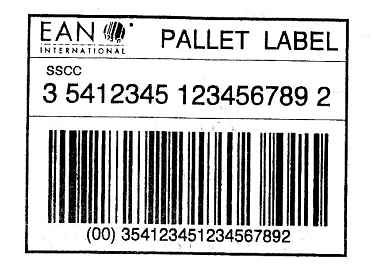 EAN
INTERNATIONAL
PALLET LABEL
SSCC
3 5412345 123456789 2
(00) 354123451234567892